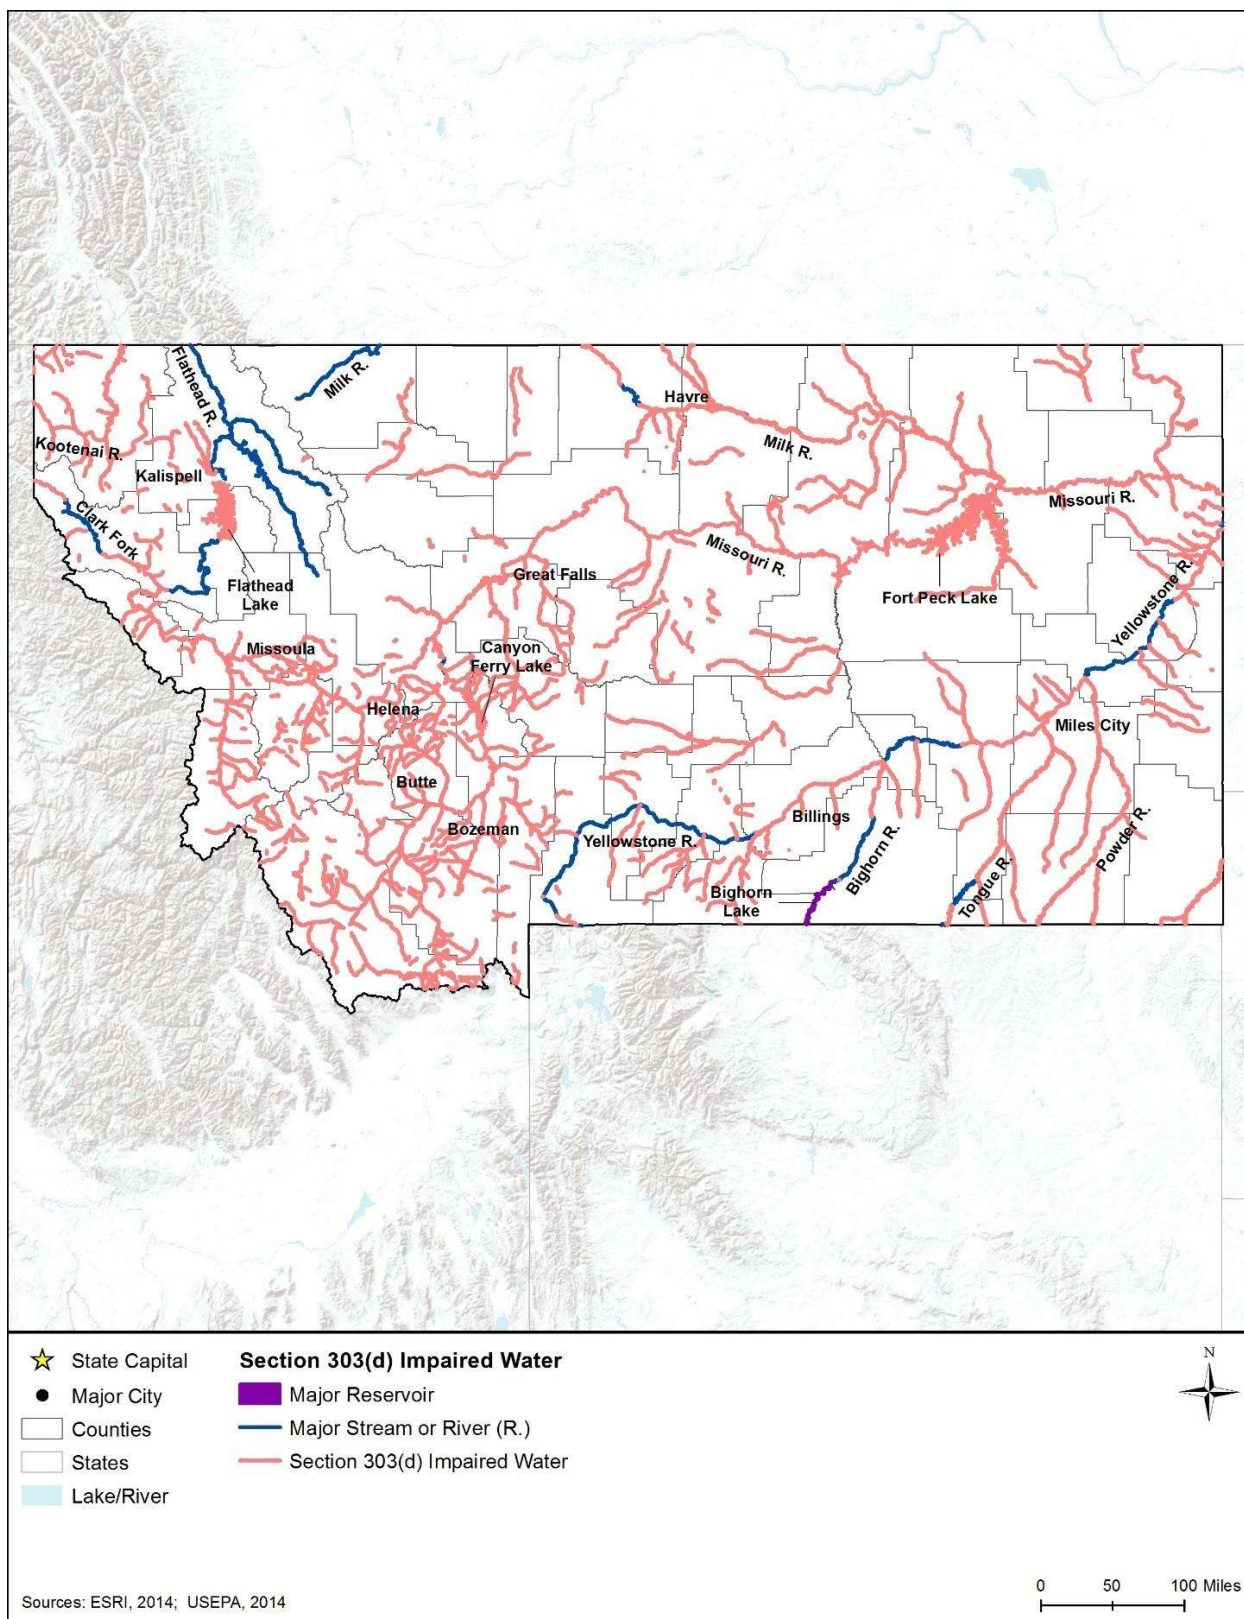 Flathead R.
Milk R.
Havre
Kootenai R.
Milk R.
Kalispell
Missouri R.
Clark Fork
Missouri R.
Great Falls
Flathead
Lake
Fort Peck Lake
Yellowstone R.
Missoula
Canyon
Ferry Lake
Helena
Miles City
Butte
Billings
Bozeman
Yellowstone R.
Powder R.
Bighorn R.
Tongue R.
Bighorn
Lake
State Capital
Major City
Counties
States
Lake/River
Section 303(d) Impaired Water
Major Reservoir
Major Stream or River (R.)
Section 303(d) Impaired Water
N
0 50 100 Miles
Sources: ESRI, 2014; USEPA, 2014